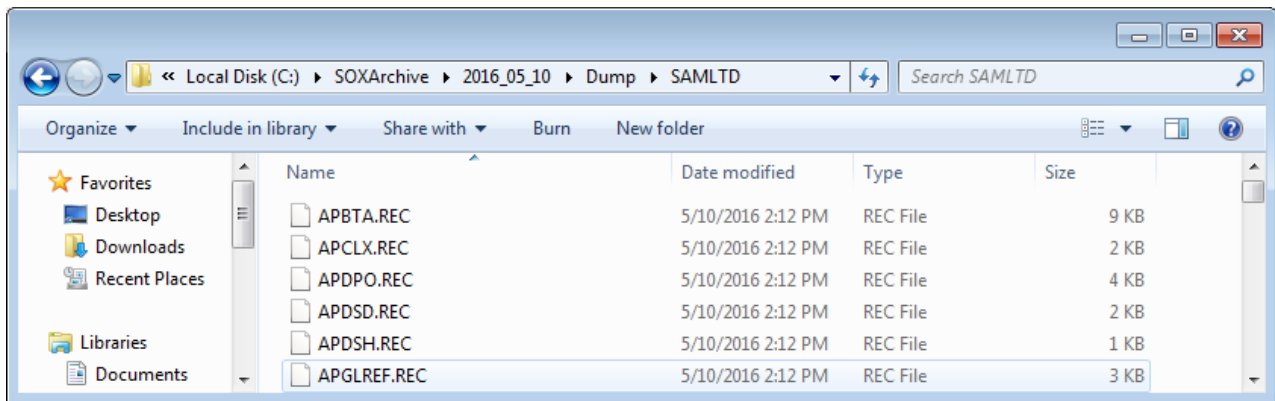 « Local Disk (C:) ▸ SOXArchive ▸ 2016_05_10 ▸ Dump ▸ SAMLTD Search SAMLTD
Organize Include in library Share with Burn New folder
Favorites
Desktop
Downloads
Recent Places
Libraries
Documents
Name Date modified Type Size
APBTA.REC 5/10/2016 2:12 PM REC File 9 KB
APCLX.REC 5/10/2016 2:12 PM REC File 2 KB
APDPO.REC 5/10/2016 2:12 PM REC File 4 KB
APDSD.REC 5/10/2016 2:12 PM REC File 2 KB
APDSH.REC 5/10/2016 2:12 PM REC File 1 KB
APGLREF.REC 5/10/2016 2:12 PM REC File 3 KB